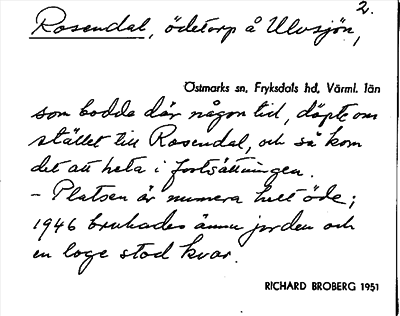 2.
Rosendal, ödetorp å Ulvsjön,
Östmarks sn, Fryksdals hd, Värml. län
som bodde där någon tid, döpte om
stället till Rosendal, och så kom
det att heta i fortsättningen.
– Platsen är numera helt öde;
1946 brukades ännu jorden och
en loge stod kvar.
RICHARD BROBERG 1951